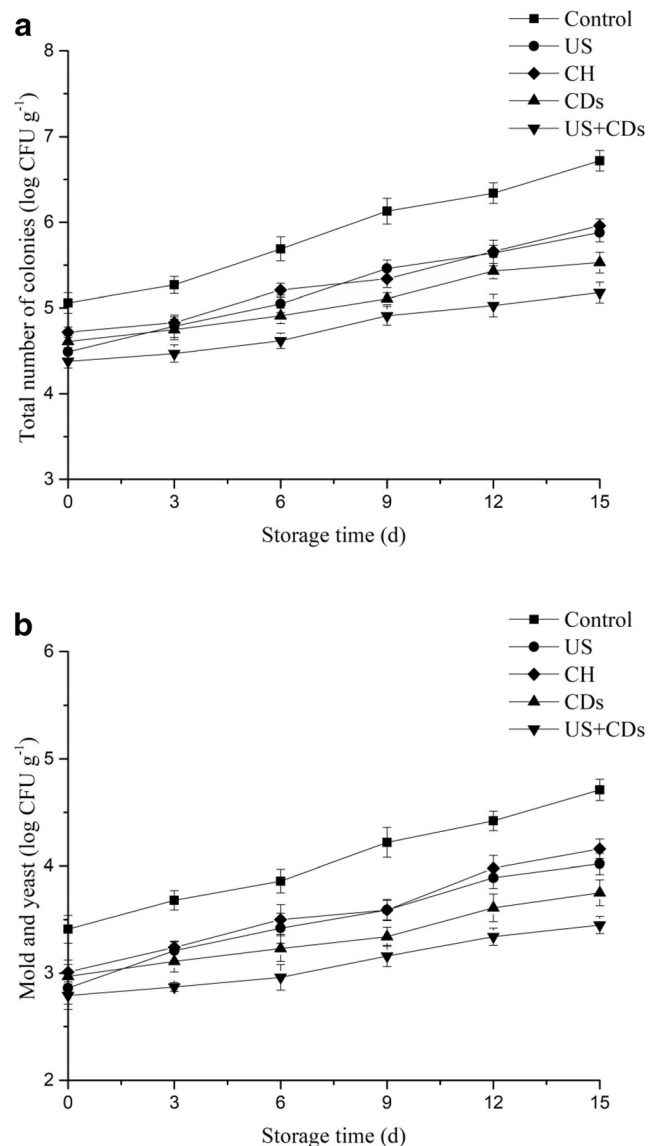 a
Control
US
CH
CDs
US+CDs
Total number of colonies (log CFU g⁻¹)
8
7
6
5
4
3
0 3 6 9 12 15
Storage time (d)
b
Control
US
CH
CDs
US+CDs
Mold and yeast (log CFU g⁻¹)
6
5
4
3
2
0 3 6 9 12 15
Storage time (d)